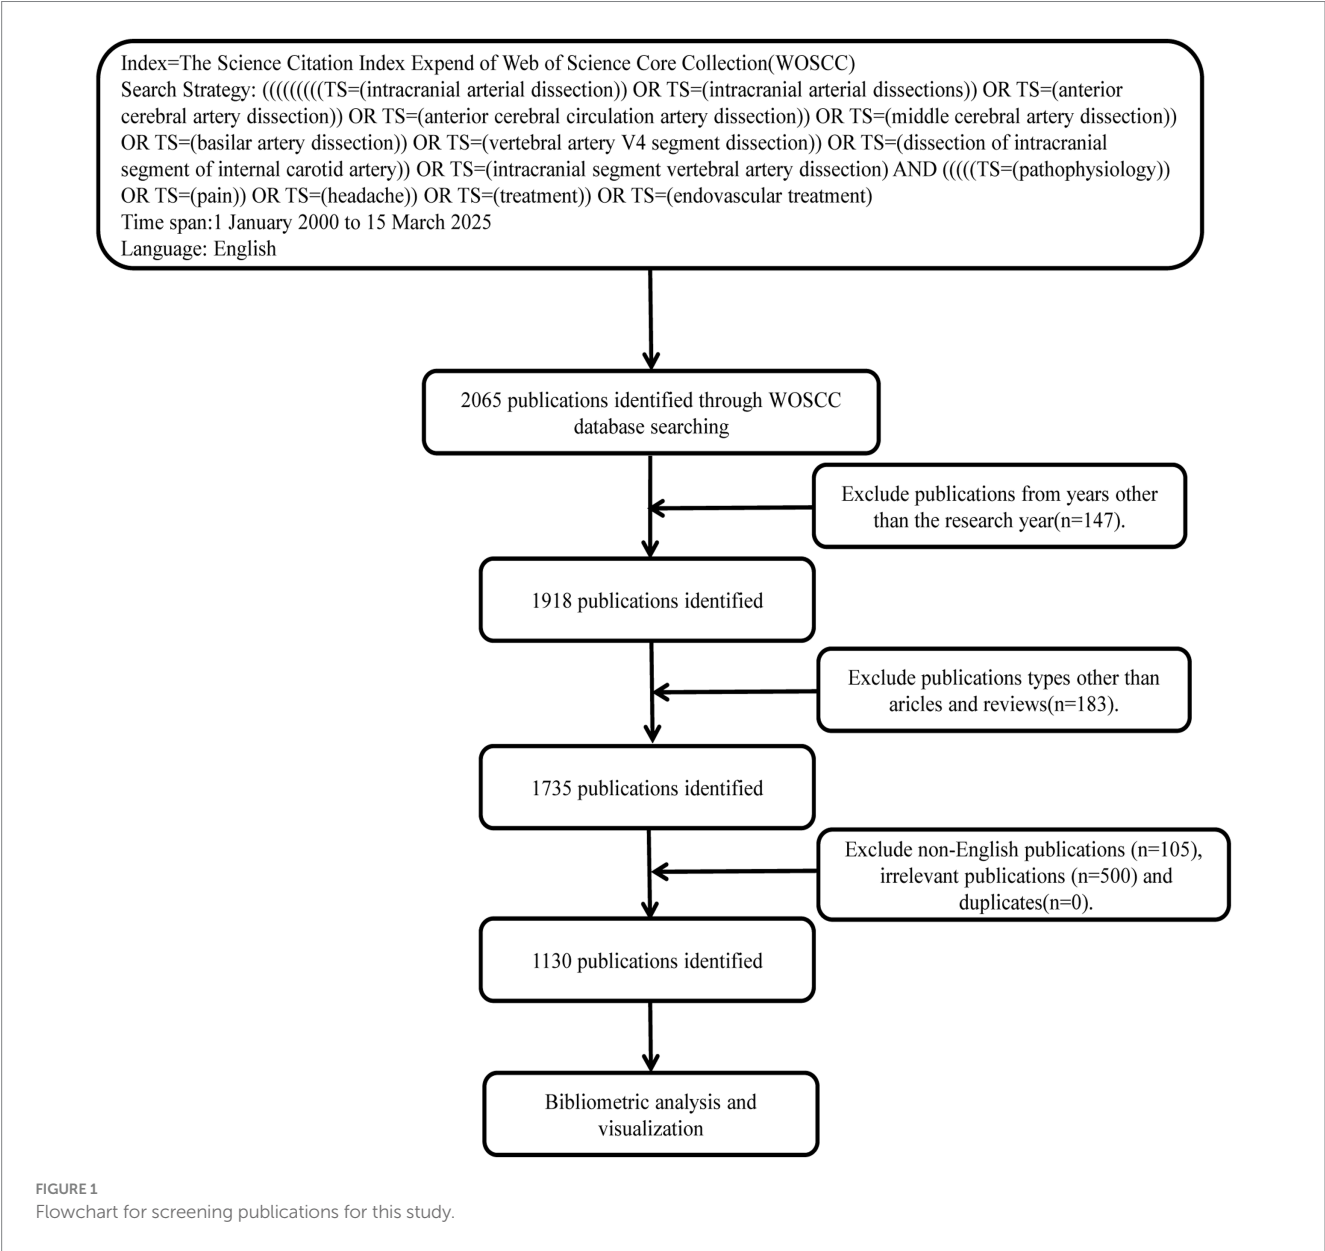 Index=The Science Citation Index Expend of Web of Science Core Collection(WOSCC)
Search Strategy: (((((((((TS=(intracranial arterial dissection)) OR TS=(intracranial arterial dissections)) OR TS=(anterior
cerebral artery dissection)) OR TS=(anterior cerebral circulation artery dissection)) OR TS=(middle cerebral artery dissection))
OR TS=(basilar artery dissection)) OR TS=(vertebral artery V4 segment dissection)) OR TS=(dissection of intracranial
segment of internal carotid artery)) OR TS=(intracranial segment vertebral artery dissection) AND (((((TS=(pathophysiology))
OR TS=(pain)) OR TS=(headache)) OR TS=(treatment)) OR TS=(endovascular treatment)
Time span:1 January 2000 to 15 March 2025
Language: English
2065 publications identified through WOSCC
database searching
Exclude publications from years other
than the research year(n=147).
1918 publications identified
Exclude publications types other than
aricles and reviews(n=183).
1735 publications identified
Exclude non-English publications (n=105),
irrelevant publications (n=500) and
duplicates(n=0).
1130 publications identified
Bibliometric analysis and
visualization
FIGURE 1
Flowchart for screening publications for this study.